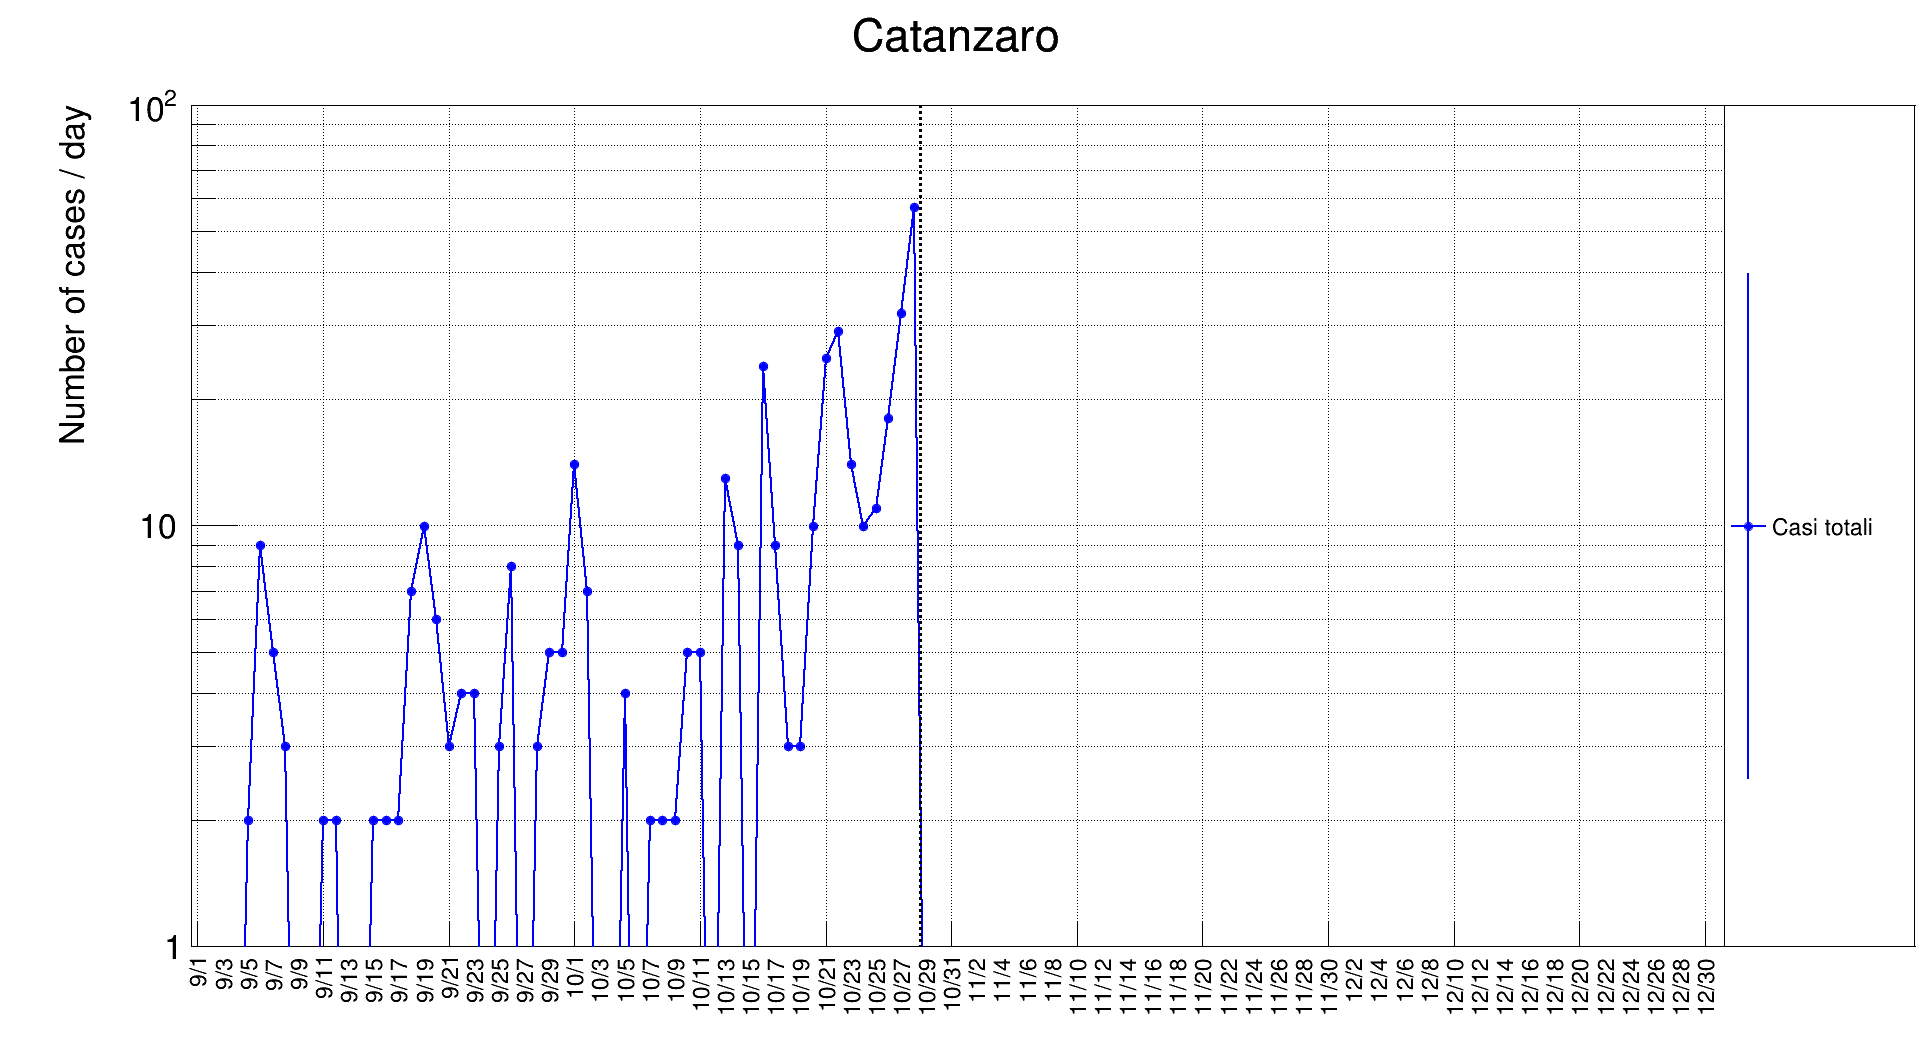 Catanzaro
Number of cases / day
10²
10
1
9/1 9/3 9/5 9/7 9/9 9/11 9/13 9/15 9/17 9/19 9/21 9/23 9/25 9/27 9/29 10/1 10/3 10/5 10/7 10/9 10/11 10/13 10/15 10/17 10/19 10/21 10/23 10/25 10/27 10/29 10/31 11/2 11/4 11/6 11/8 11/10 11/12 11/14 11/16 11/18 11/20 11/22 11/24 11/26 11/28 11/30 12/2 12/4 12/6 12/8 12/10 12/12 12/14 12/16 12/18 12/20 12/22 12/24 12/26 12/28 12/30
Casi totali